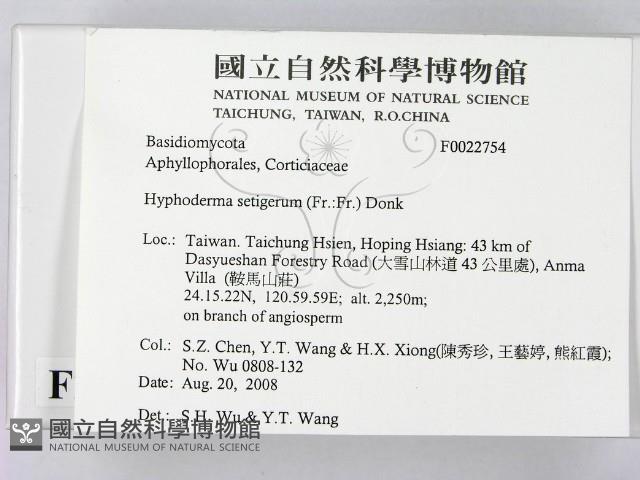 國立自然科學博物館
NATIONAL MUSEUM OF NATURAL SCIENCE
TAICHUNG, TAIWAN, R.O.CHINA
Basidiomycota F0022754
Aphyllophorales, Corticiaceae
Hyphoderma setigerum (Fr.:Fr.) Donk
Loc.: Taiwan. Taichung Hsien, Hoping Hsiang: 43 km of
Dasyueshan Forestry Road (大雪山林道 43 公里處), Anma
Villa (鞍馬山莊)
24.15.22N, 120.59.59E; alt. 2,250m;
on branch of angiosperm
Col.: S.Z. Chen, Y.T. Wang & H.X. Xiong(陳秀珍, 王藝婷, 熊紅霞);
No. Wu 0808-132
Date: Aug. 20, 2008
F
Det.: S.H. Wu & Y.T. Wang
國立自然科學博物館
NATIONAL MUSEUM OF NATURAL SCIENCE